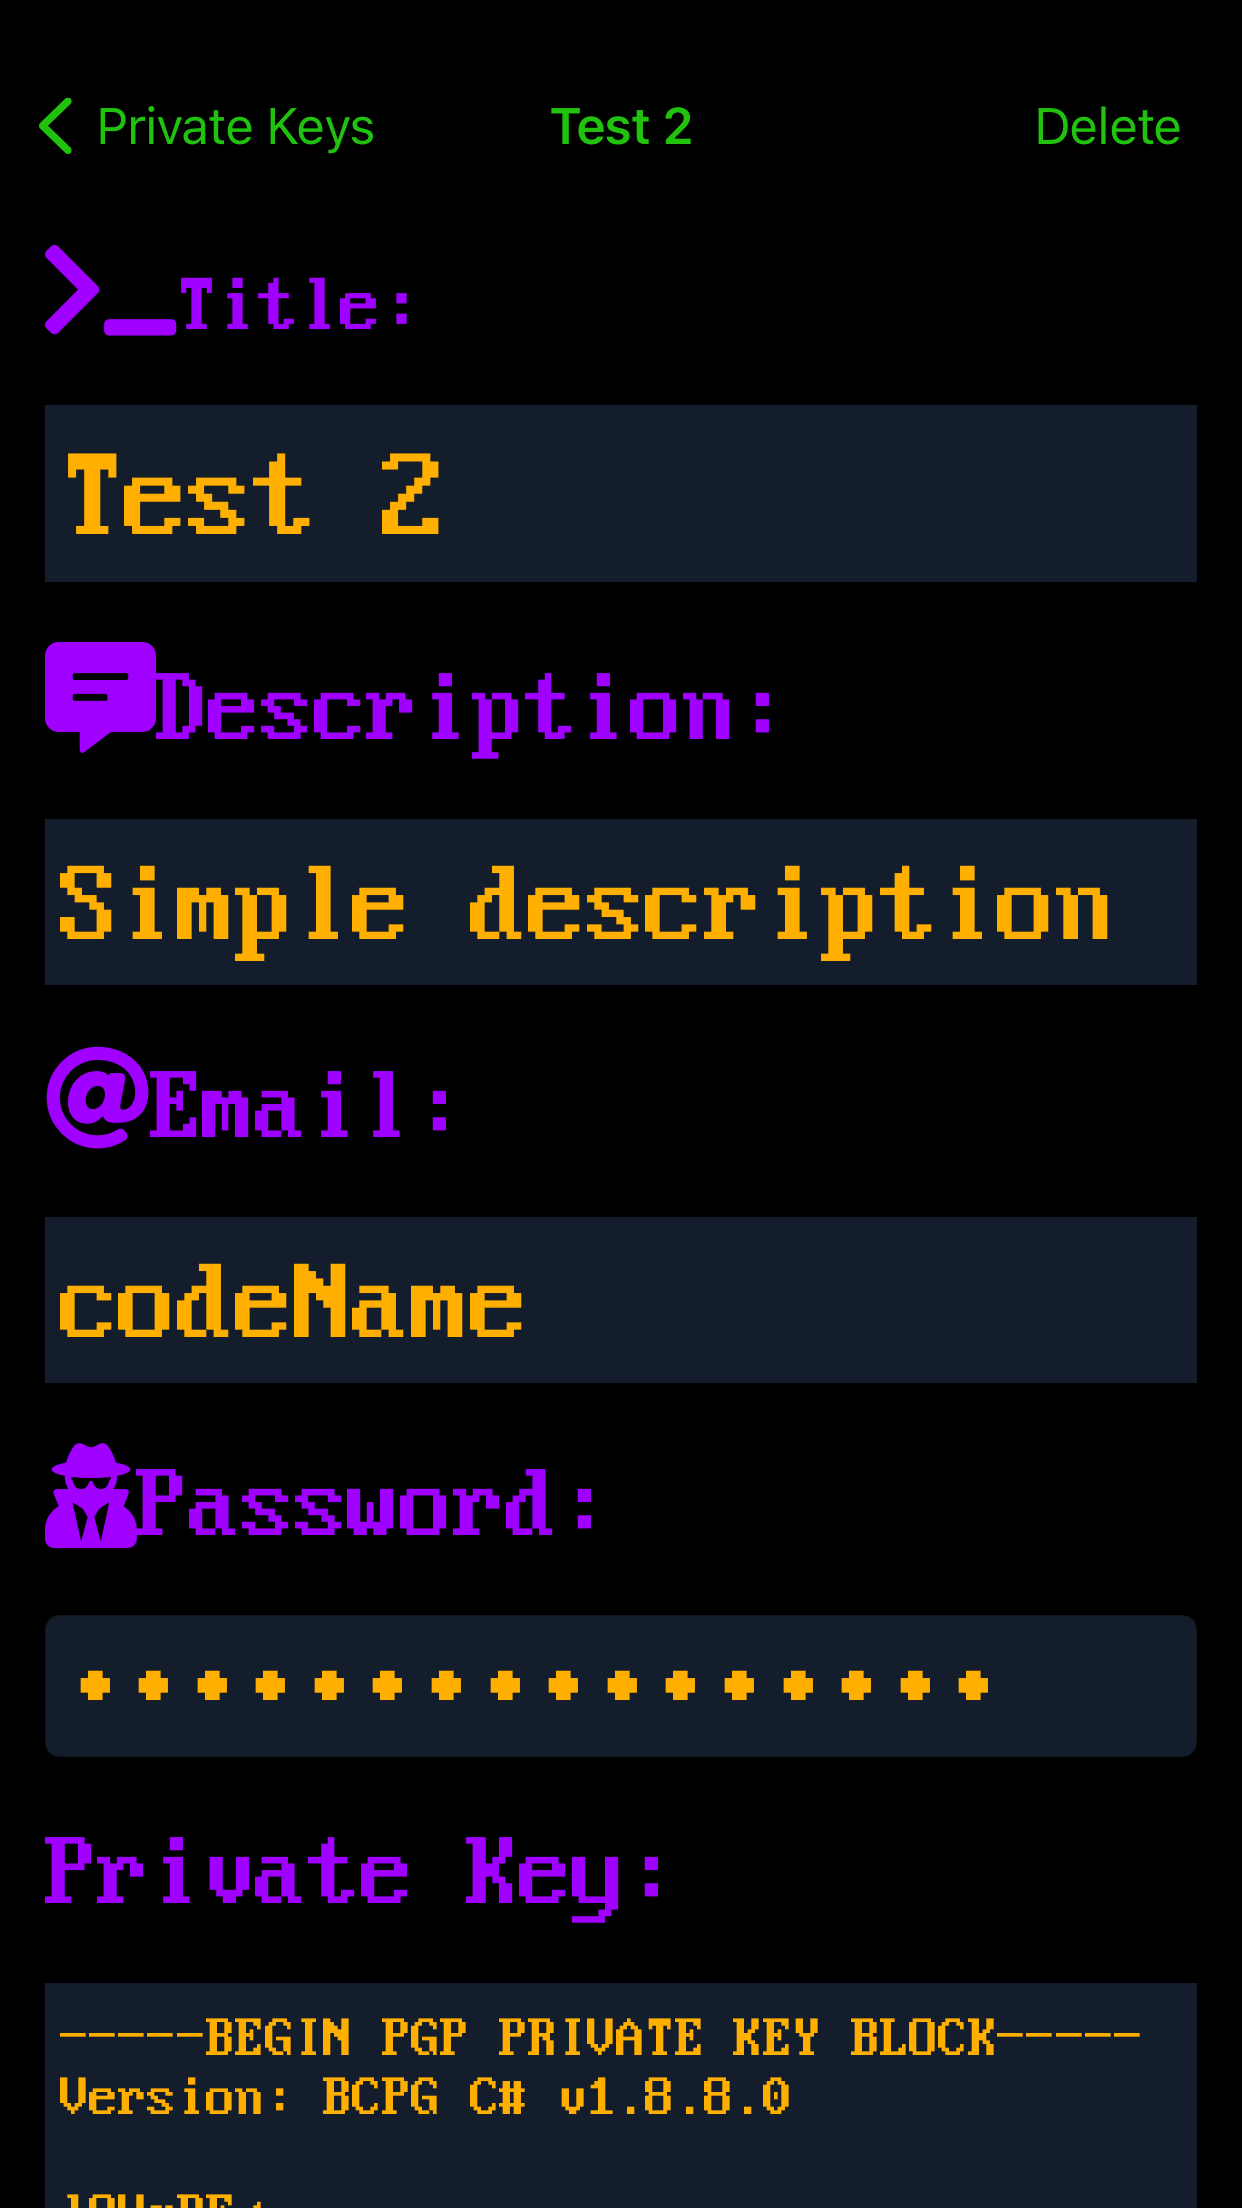 Private Keys
Test 2
Delete
Title:
Test 2
Description:
Simple description
Email:
codeName
Password:
Private Key:
-----BEGIN PGP PRIVATE KEY BLOCK-----
Version: BCPG C# v1.8.8.0